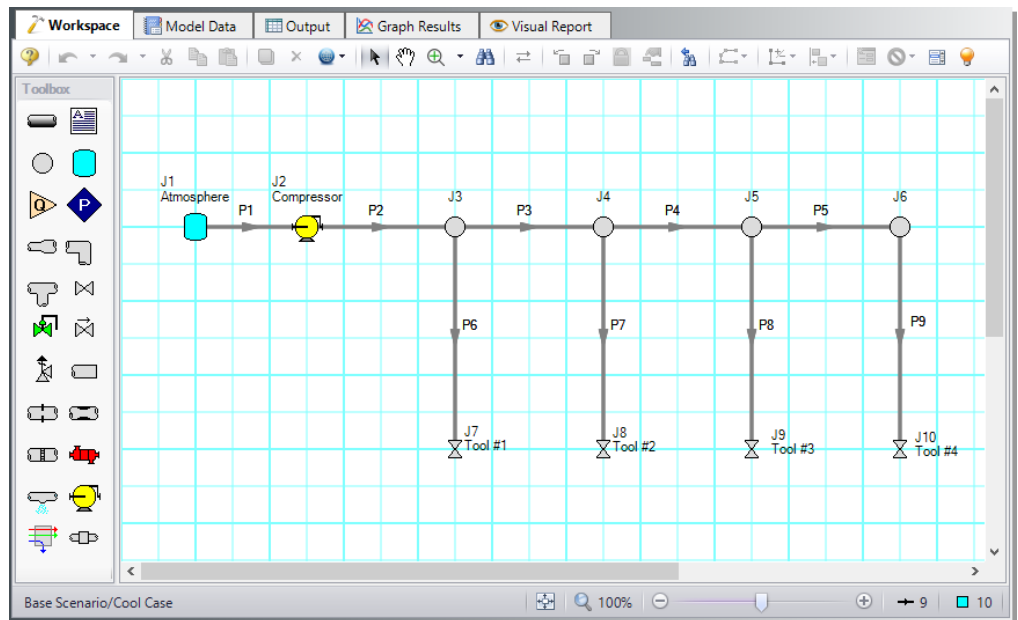 Workspace
Model Data
Output
Graph Results
Visual Report
Toolbox
A
Q
P
J1
Atmosphere
P1
J2
Compressor
P2
J3
P3
J4
P4
J5
P5
J6
P6
P7
P8
P9
J7
Tool #1
J8
Tool #2
J9
Tool #3
J10
Tool #4
Base Scenario/Cool Case
100%
9
10